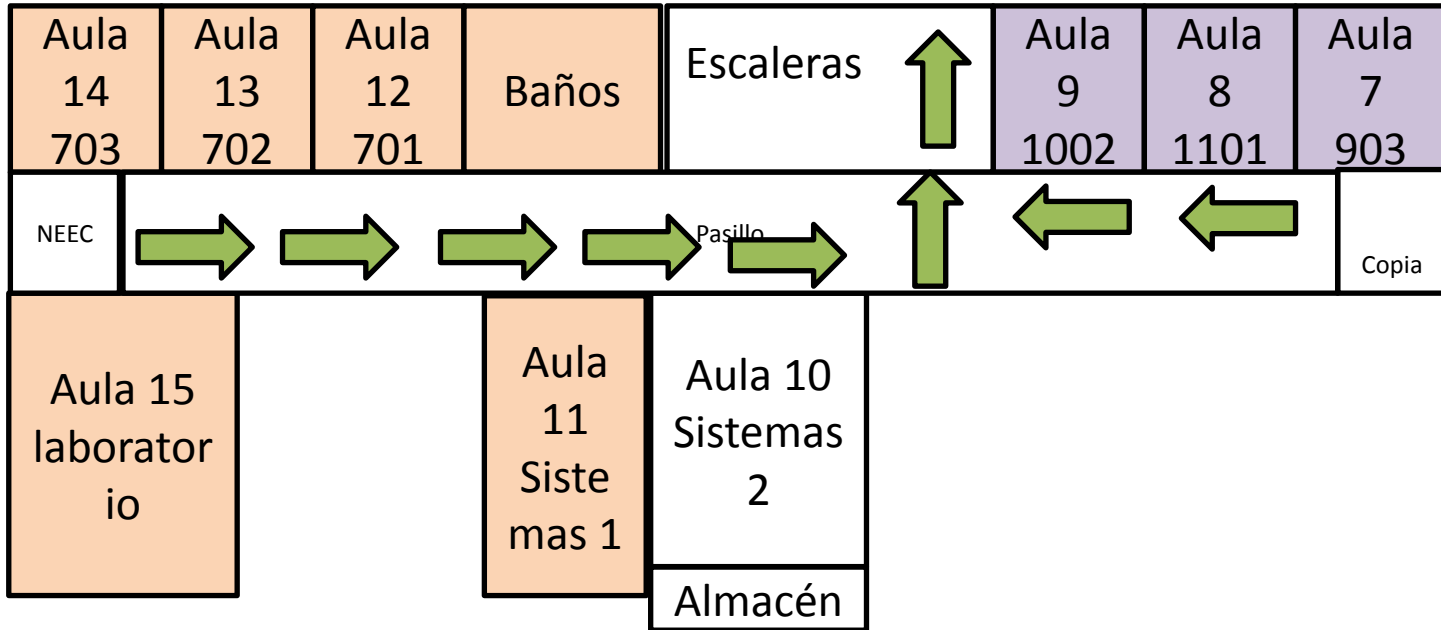 Aula
14
703
Aula
13
702
Aula
12
701
Baños
Escaleras
Aula
9
1002
Aula
8
1101
Aula
7
903
NEEC
Pasillo
Copia
Aula 15
laborator
io
Aula
11
Siste
mas 1
Aula 10
Sistemas
2
Almacén